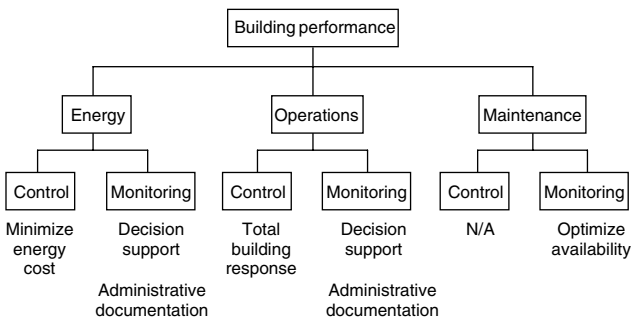 Building performance
Energy
Operations
Maintenance
Control
Monitoring
Control
Monitoring
Control
Monitoring
Minimize
energy
cost
Decision
support
Administrative
documentation
Total
building
response
Decision
support
Administrative
documentation
N/A
Optimize
availability